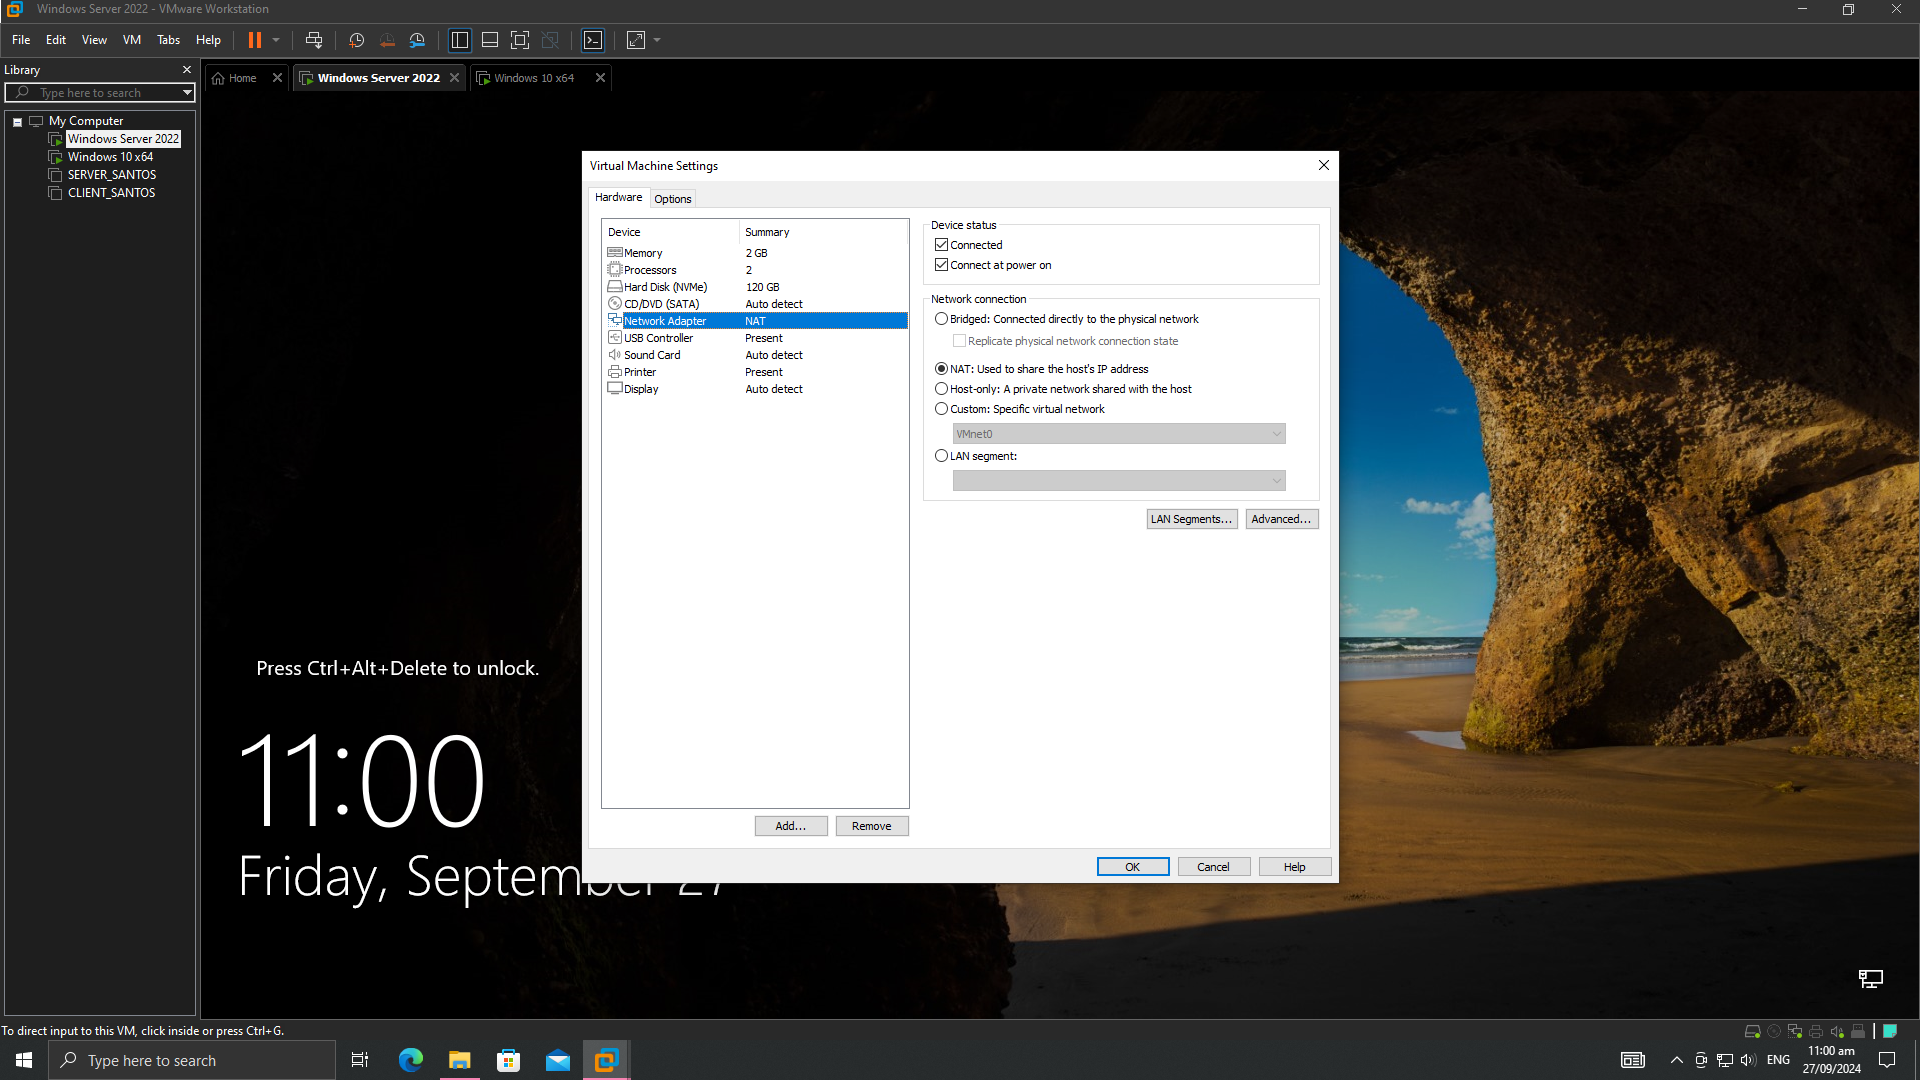 Windows Server 2022 - VMware Workstation
File Edit View VM Tabs Help
Library
Type here to search
My Computer
Windows Server 2022
Windows 10 x64
SERVER_SANTOS
CLIENT_SANTOS
Home
Windows Server 2022
Windows 10 x64
Press Ctrl+Alt+Delete to unlock.
11:00
Friday, September 27
Virtual Machine Settings
Hardware Options
Device Summary
Memory 2 GB
Processors 2
Hard Disk (NVMe) 120 GB
CD/DVD (SATA) Auto detect
Network Adapter NAT
USB Controller Present
Sound Card Auto detect
Printer Present
Display Auto detect
Add... Remove
Device status
Connected
Connect at power on
Network connection
Bridged: Connected directly to the physical network
Replicate physical network connection state
NAT: Used to share the host's IP address
Host-only: A private network shared with the host
Custom: Specific virtual network
VMnet0
LAN segment:
LAN Segments... Advanced...
OK Cancel Help
To direct input to this VM, click inside or press Ctrl+G.
Type here to search
ENG
11:00 am
27/09/2024